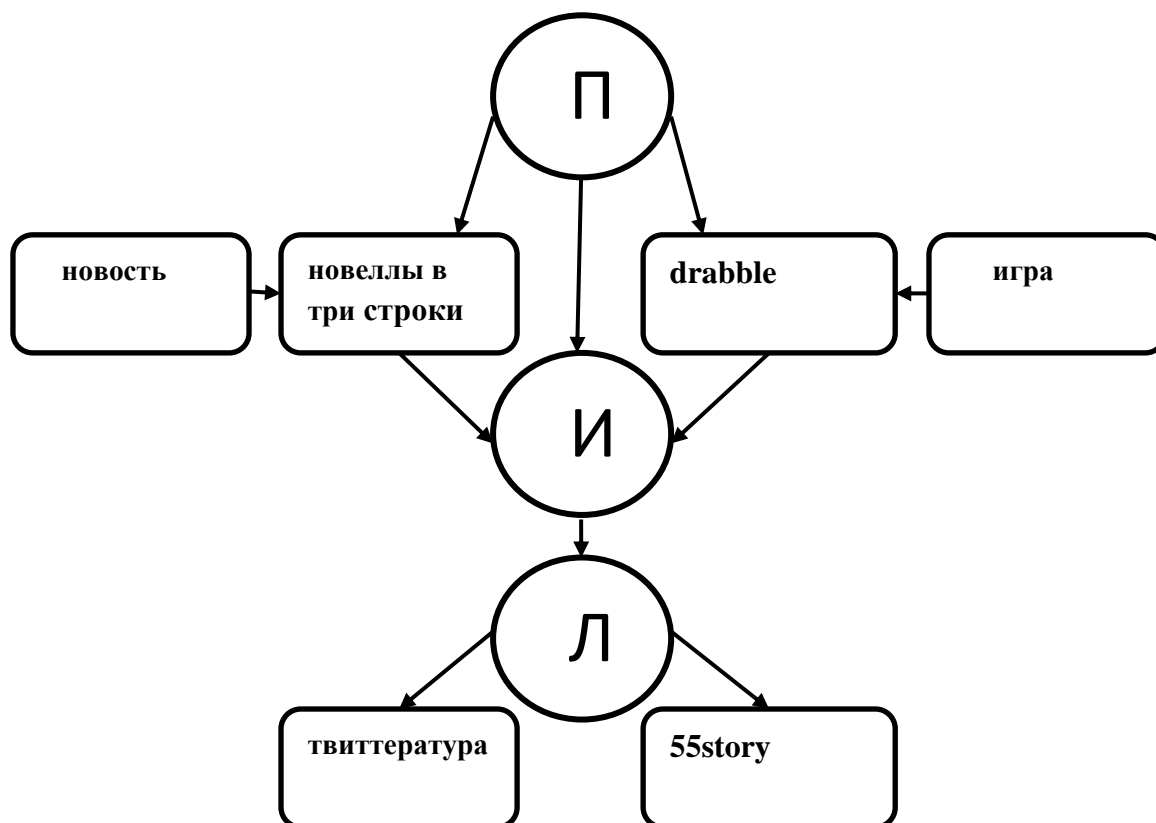 П
новость
новеллы в
три строки
drabble
игра
И
Л
твиттература
55story